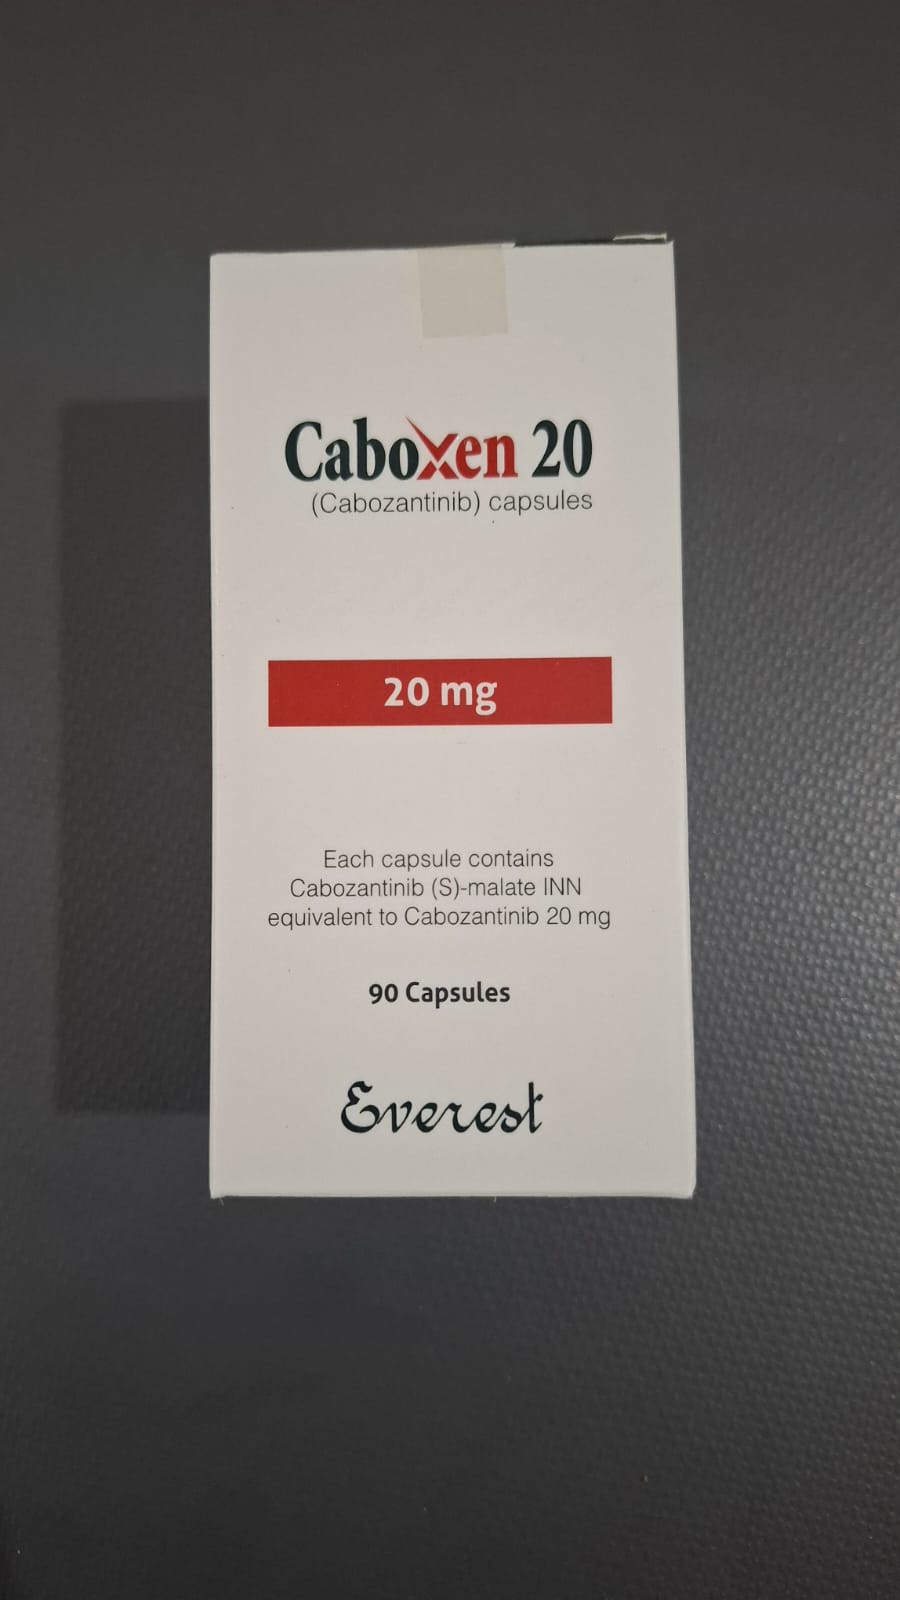 Caboxen 20
(Cabozantinib) capsules
20 mg
Each capsule contains
Cabozantinib (S)-malate INN
equivalent to Cabozantinib 20 mg
90 Capsules
Everest